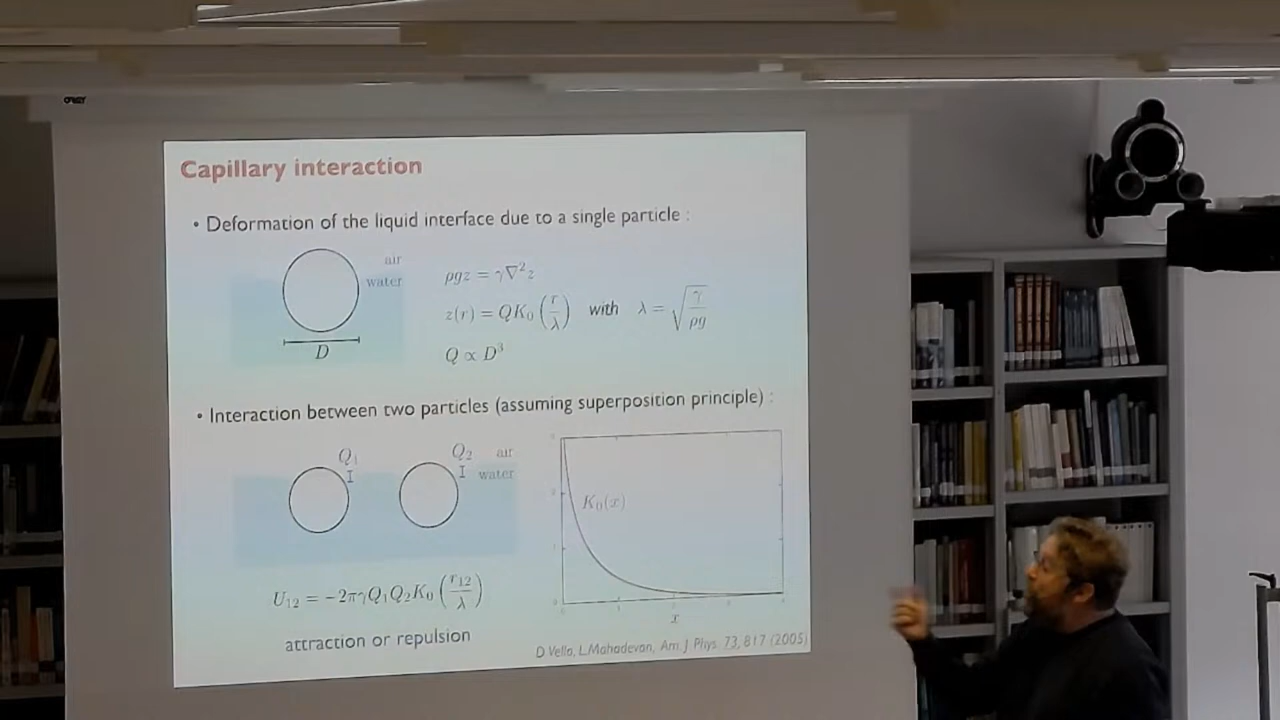 Capillary interaction
• Deformation of the liquid interface due to a single particle :
air
water
D
ρgz = γ∇²z
z(r) = QK₀(r/λ) with λ = √(γ/ρg)
Q ∝ D³
• Interaction between two particles (assuming superposition principle) :
Q₁
Q₂
air
water
U₁₂ = −2πγQ₁Q₂K₀(r₁₂/λ)
attraction or repulsion
K₀(x)
x
D. Vella, L. Mahadevan, Am. J. Phys. 73, 817 (2005)